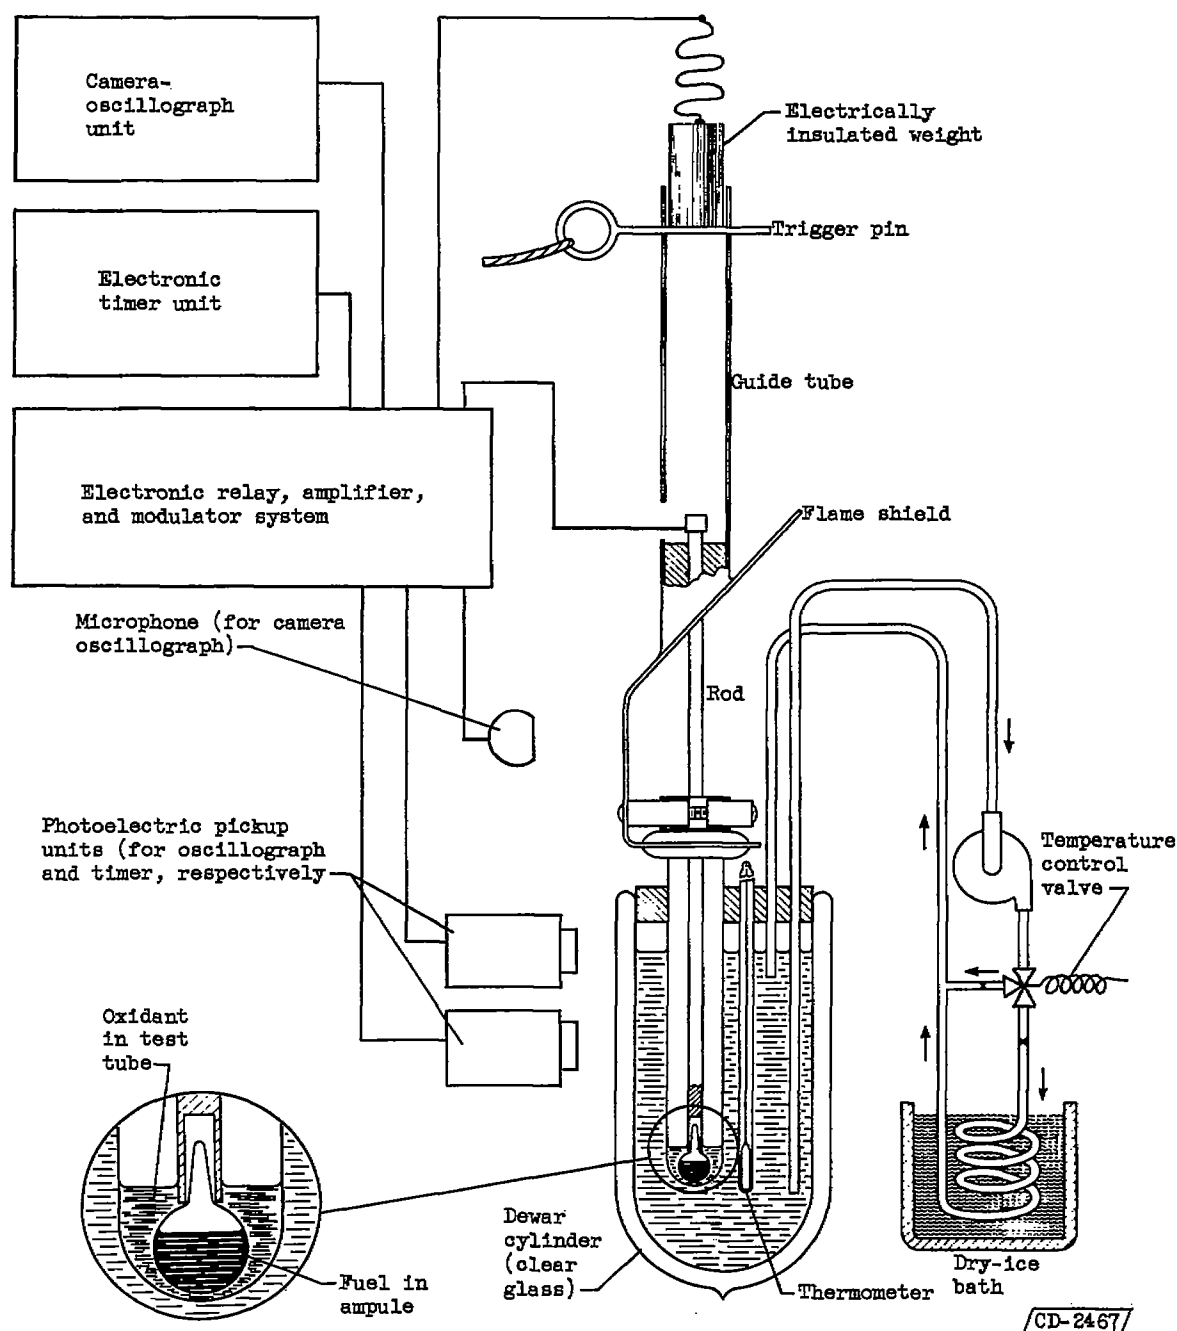 Camera-
oscillograph
unit
Electrically
insulated weight
Trigger pin
Electronic
timer unit
Guide tube
Electronic relay, amplifier,
and modulator system
Flame shield
Microphone (for camera
oscillograph)
Rod
Photoelectric pickup
units (for oscillograph
and timer, respectively
Temperature
control
valve
Oxidant
in test
tube
Dewar
cylinder
(clear
glass)
Fuel in
ampule
Thermometer
Dry-ice
bath
CD-2467